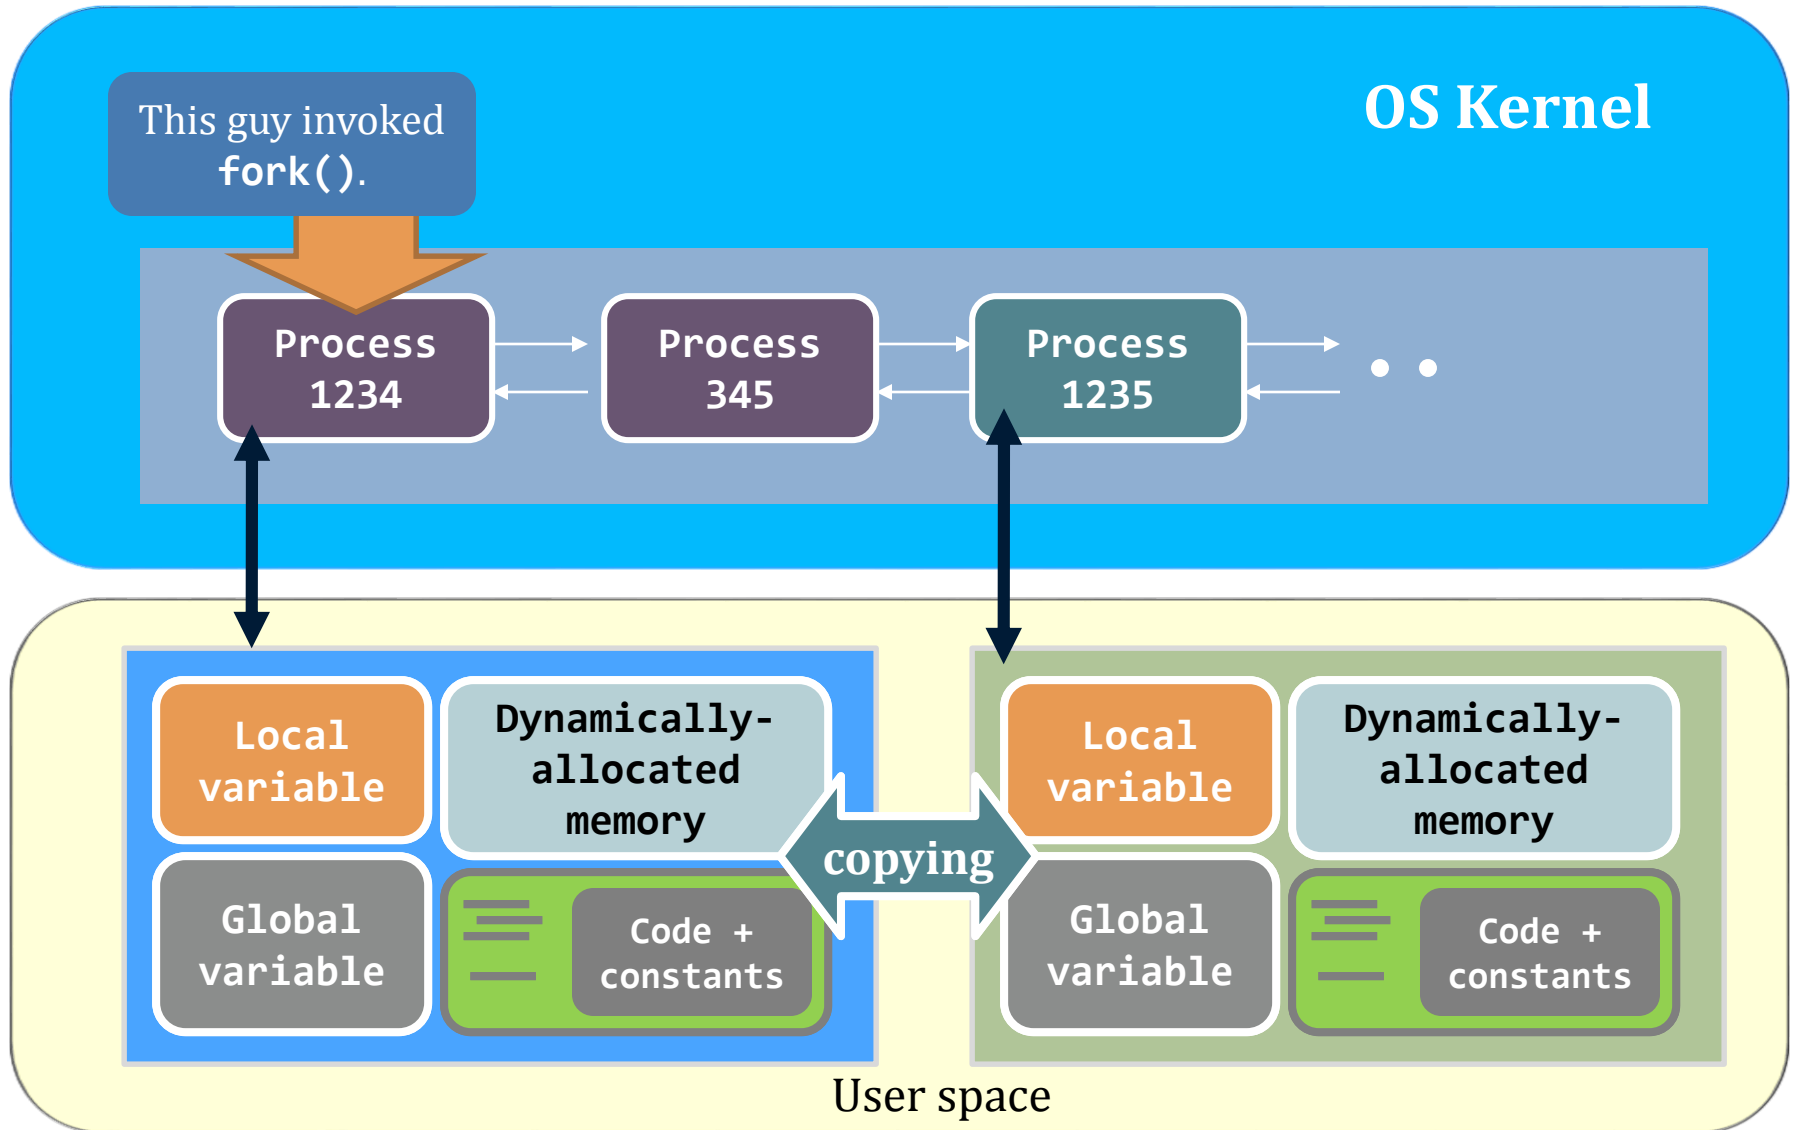 This guy invoked
fork().
OS Kernel
Process
1234
Process
345
Process
1235
Local
variable
Dynamically-
allocated
memory
Global
variable
Code +
constants
copying
Local
variable
Dynamically-
allocated
memory
Global
variable
Code +
constants
User space